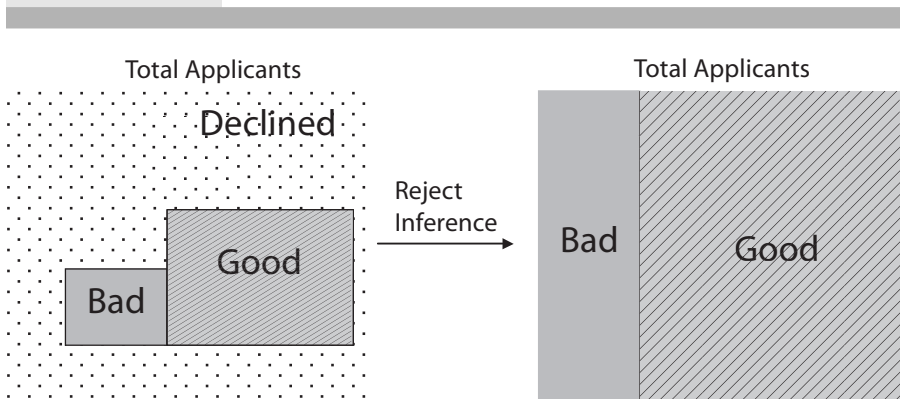 Total Applicants
Declined
Good
Bad
Reject
Inference
Total Applicants
Bad
Good